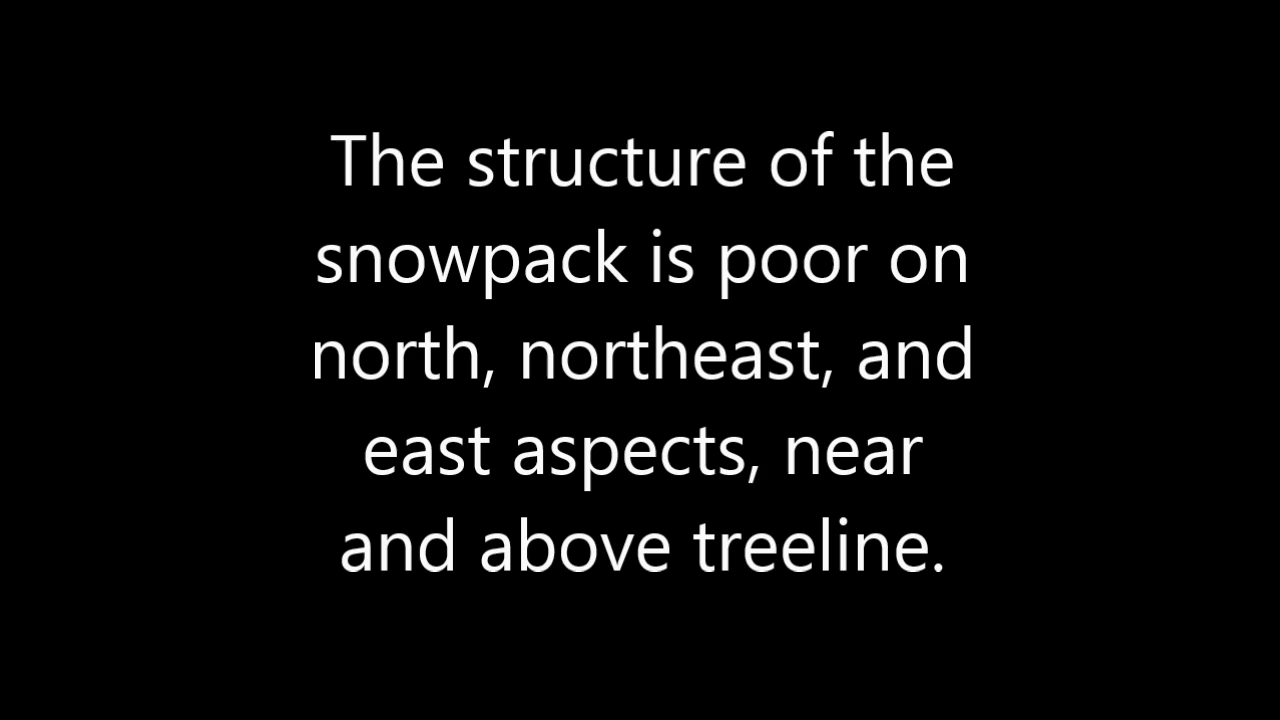 The structure of the
snowpack is poor on
north, northeast, and
east aspects, near
and above treeline.